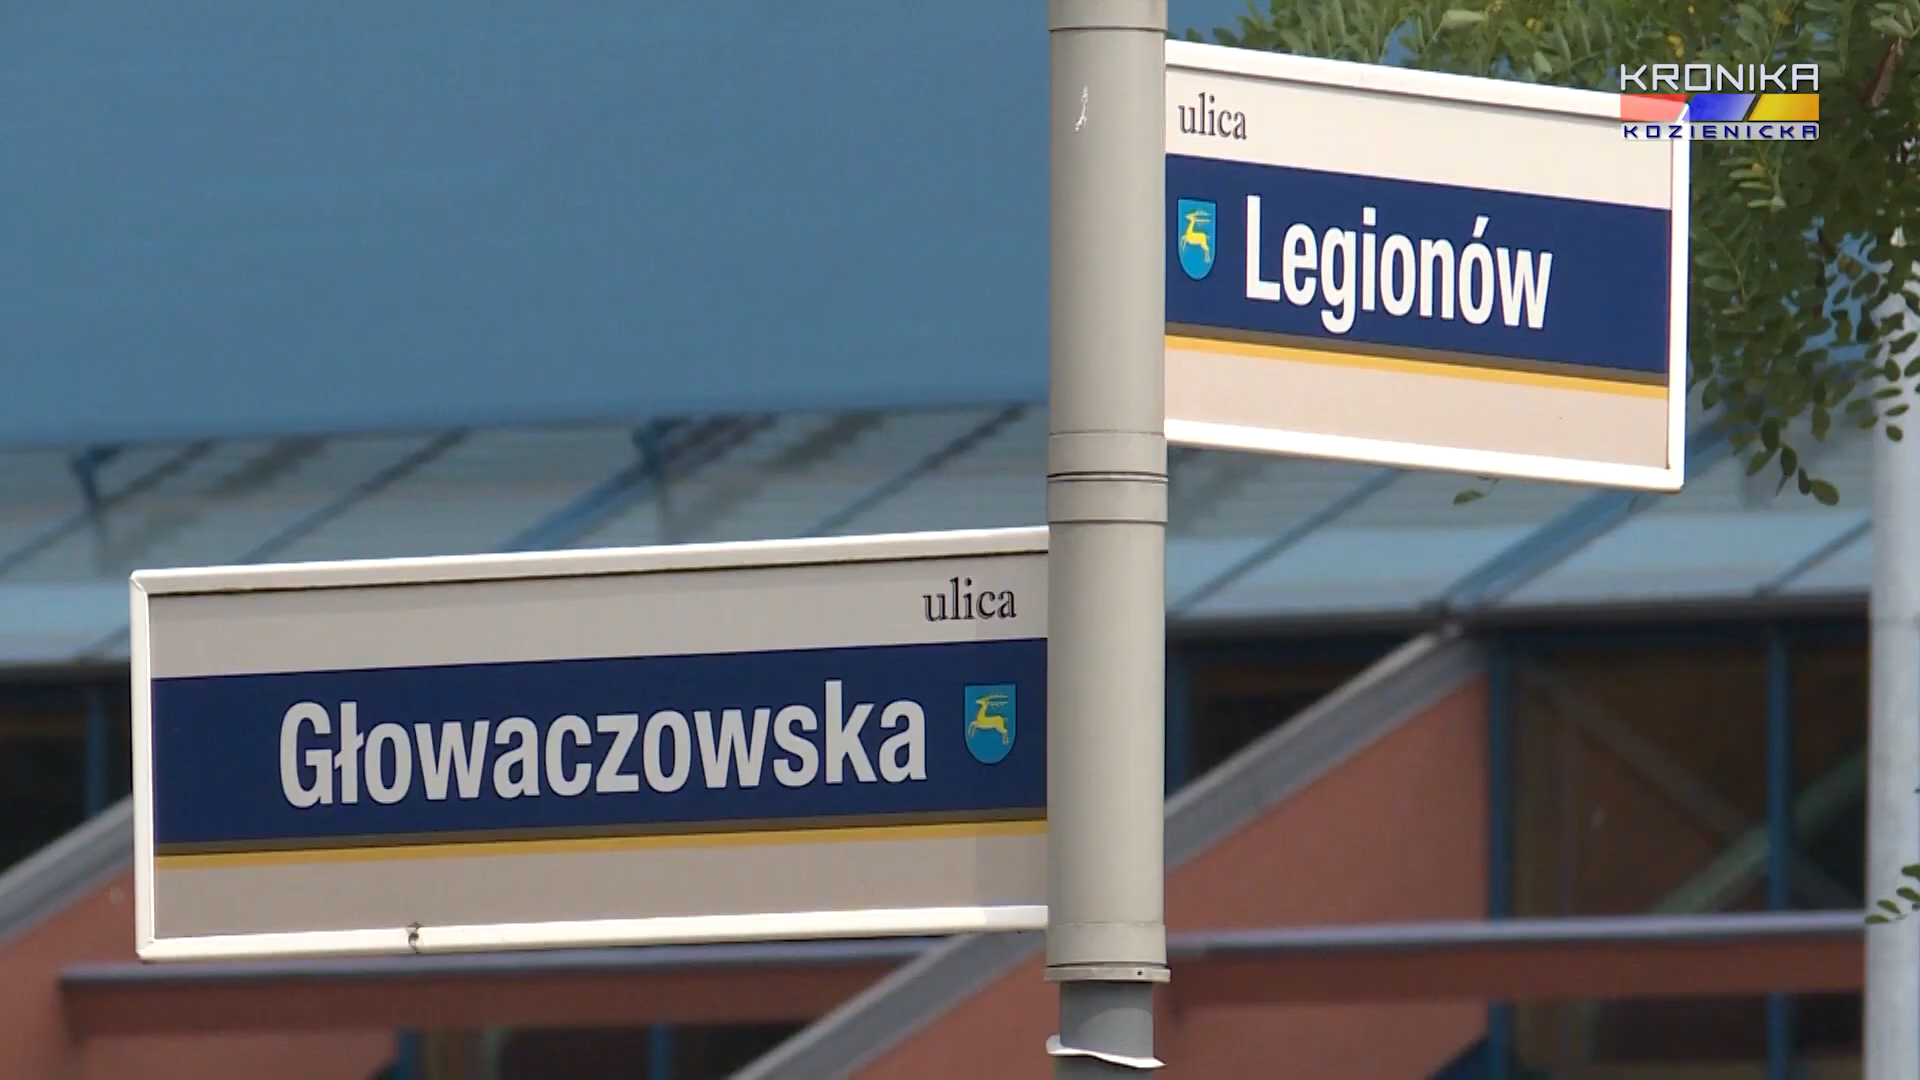 KRONIKA
KOZIENICKA
ulica
Legionów
ulica
Głowaczowska